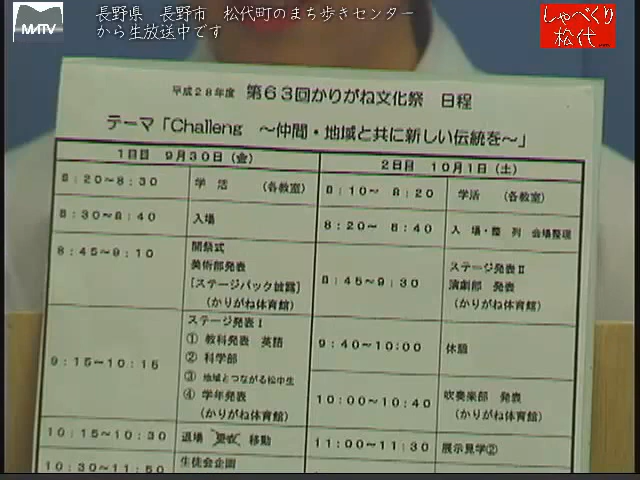 MATV
長野県　長野市　松代町のまち歩きセンター
から生放送中です
しゃべくり
松代
平成28年度　第63回かりがね文化祭　日程
テーマ「Challeng　～仲間・地域と共に新しい伝統を～」
1日目　9月30日（金）
8:20～8:30　学活　（各教室）
8:30～8:40　入場
8:45～9:10　開祭式
美術部発表
[ステージバック披露]
（かりがね体育館）
9:15～10:15　ステージ発表Ⅰ
① 教科発表　英語
② 科学部
③ 地域とつながる松中生
④ 学年発表
（かりがね体育館）
10:15～10:30　退場　移動
10:30～11:50　生徒会企画
2日目　10月1日（土）
8:10～8:20　学活　（各教室）
8:20～8:40　入場・整列　会場整理
8:45～9:30　ステージ発表Ⅱ
演劇部　発表
（かりがね体育館）
9:40～10:00　休憩
10:00～10:40　吹奏楽部　発表
（かりがね体育館）
11:00～11:30　展示見学②